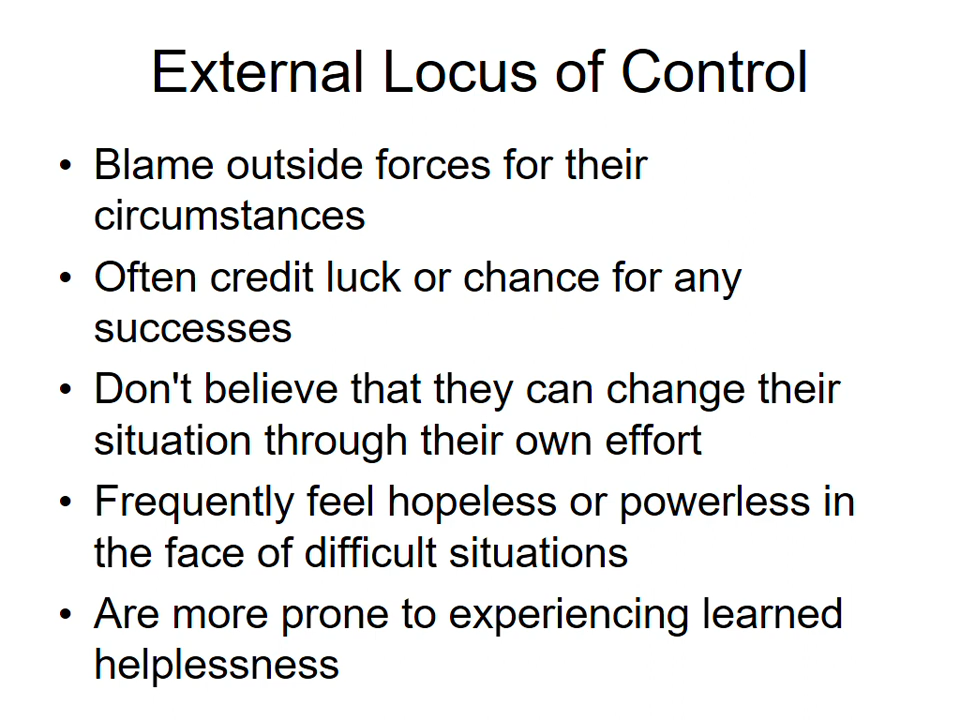 External Locus of Control
• Blame outside forces for their
circumstances
• Often credit luck or chance for any
successes
• Don't believe that they can change their
situation through their own effort
• Frequently feel hopeless or powerless in
the face of difficult situations
• Are more prone to experiencing learned
helplessness